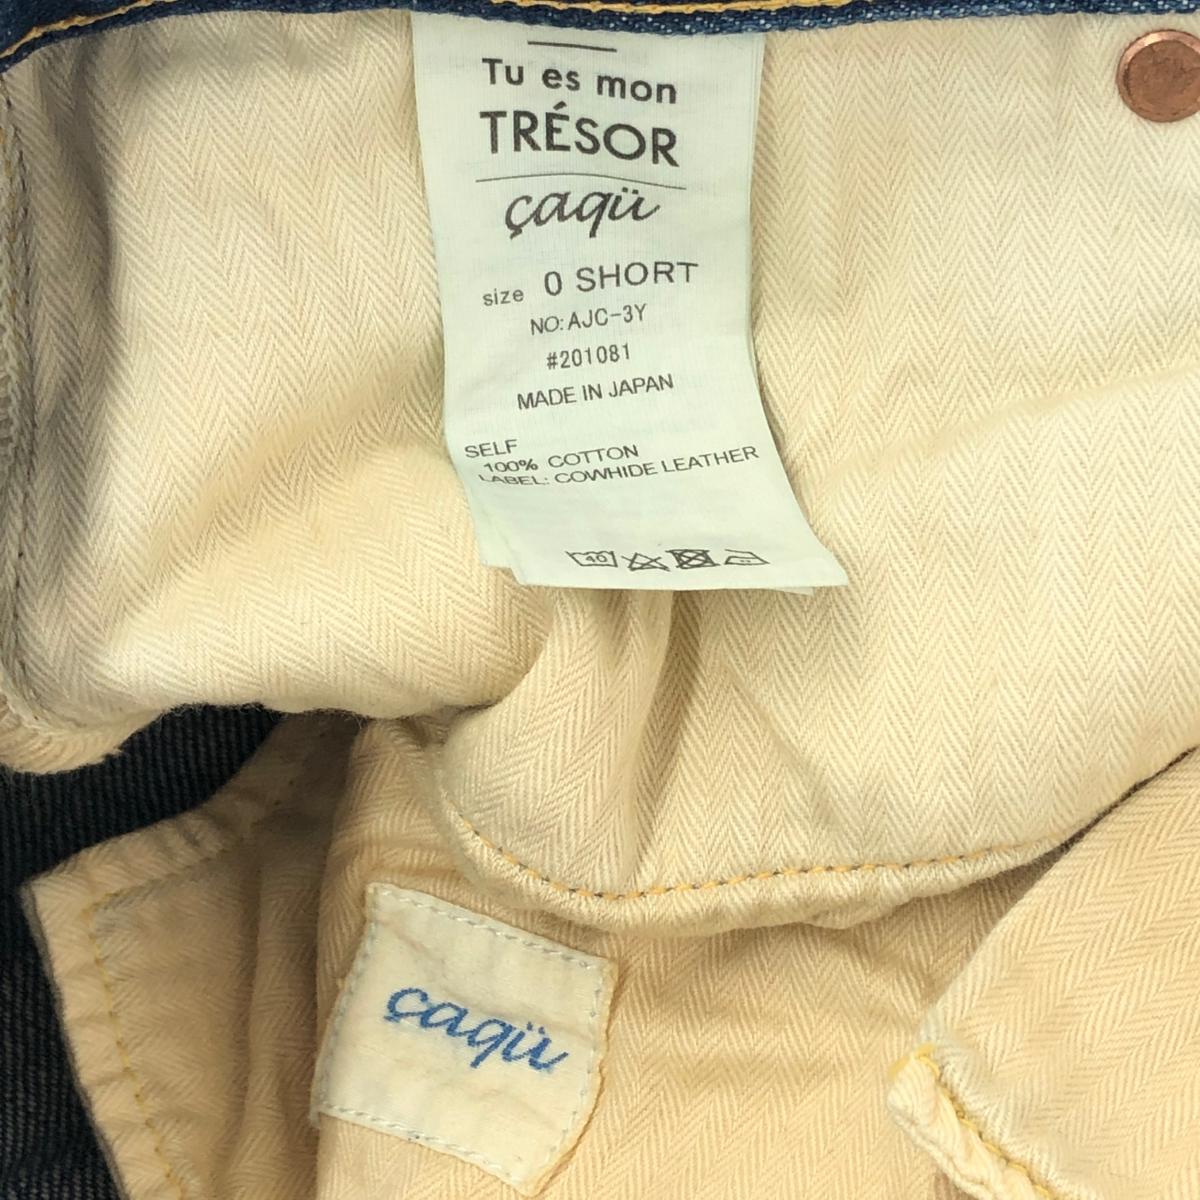 Tu es mon
TRÉSOR
çaqü
size 0 SHORT
NO:AJC-3Y
#201081
MADE IN JAPAN
SELF
100% COTTON
LABEL: COWHIDE LEATHER
40
çaqü